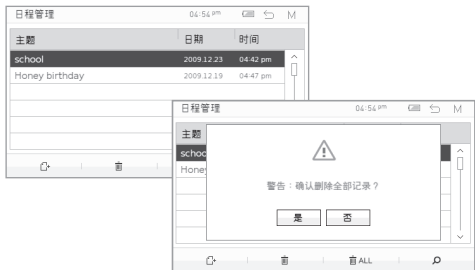 日程管理 04:54 pm M
主题 日期 时间
school 2009.12.23 04:42 pm
Honey birthday 2009.12.19 04:47 pm
日程管理 04:54 pm M
主题
schoo
Hone
警告：确认删除全部记录？
是 否
ALL